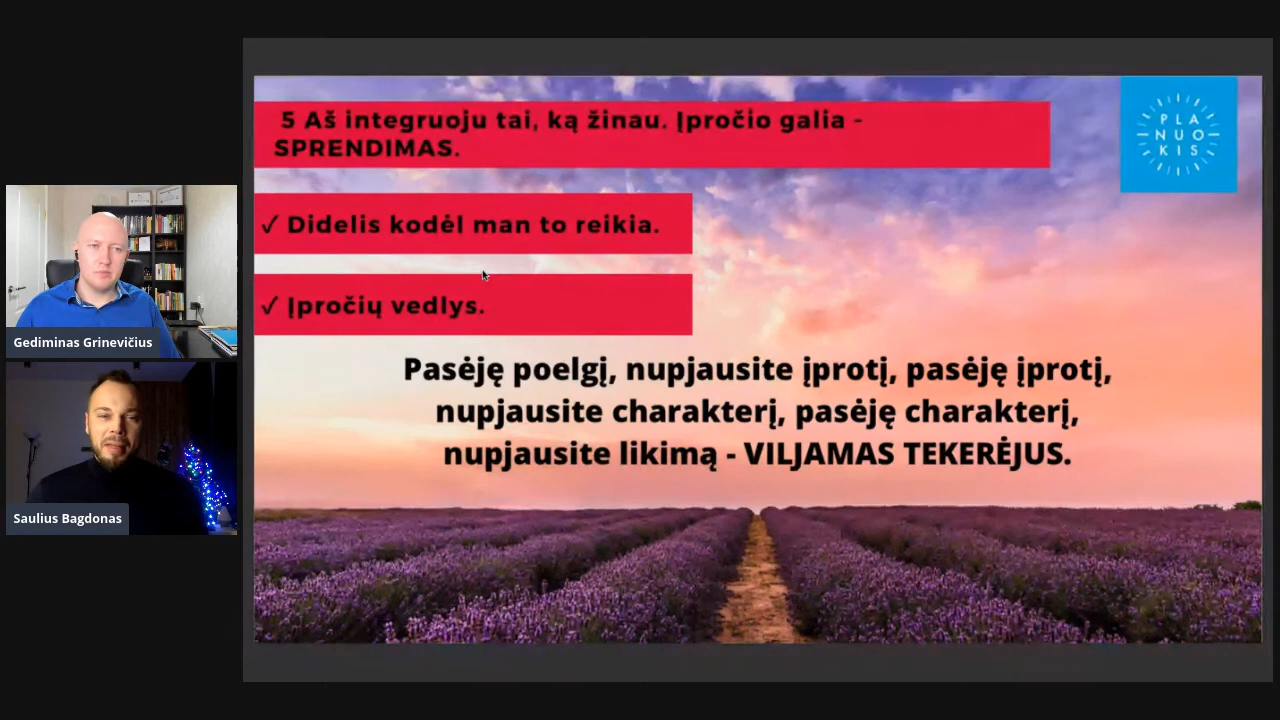 5 Aš integruoju tai, ką žinau. Įpročio galia -
SPRENDIMAS.
PLA
NUO
KIS
✓ Didelis kodėl man to reikia.
✓ Įpročių vedlys.
Pasėję poelgį, nupjausite įprotį, pasėję įprotį,
nupjausite charakterį, pasėję charakterį,
nupjausite likimą - VILJAMAS TEKERĖJUS.
Gediminas Grinevičius
Saulius Bagdonas